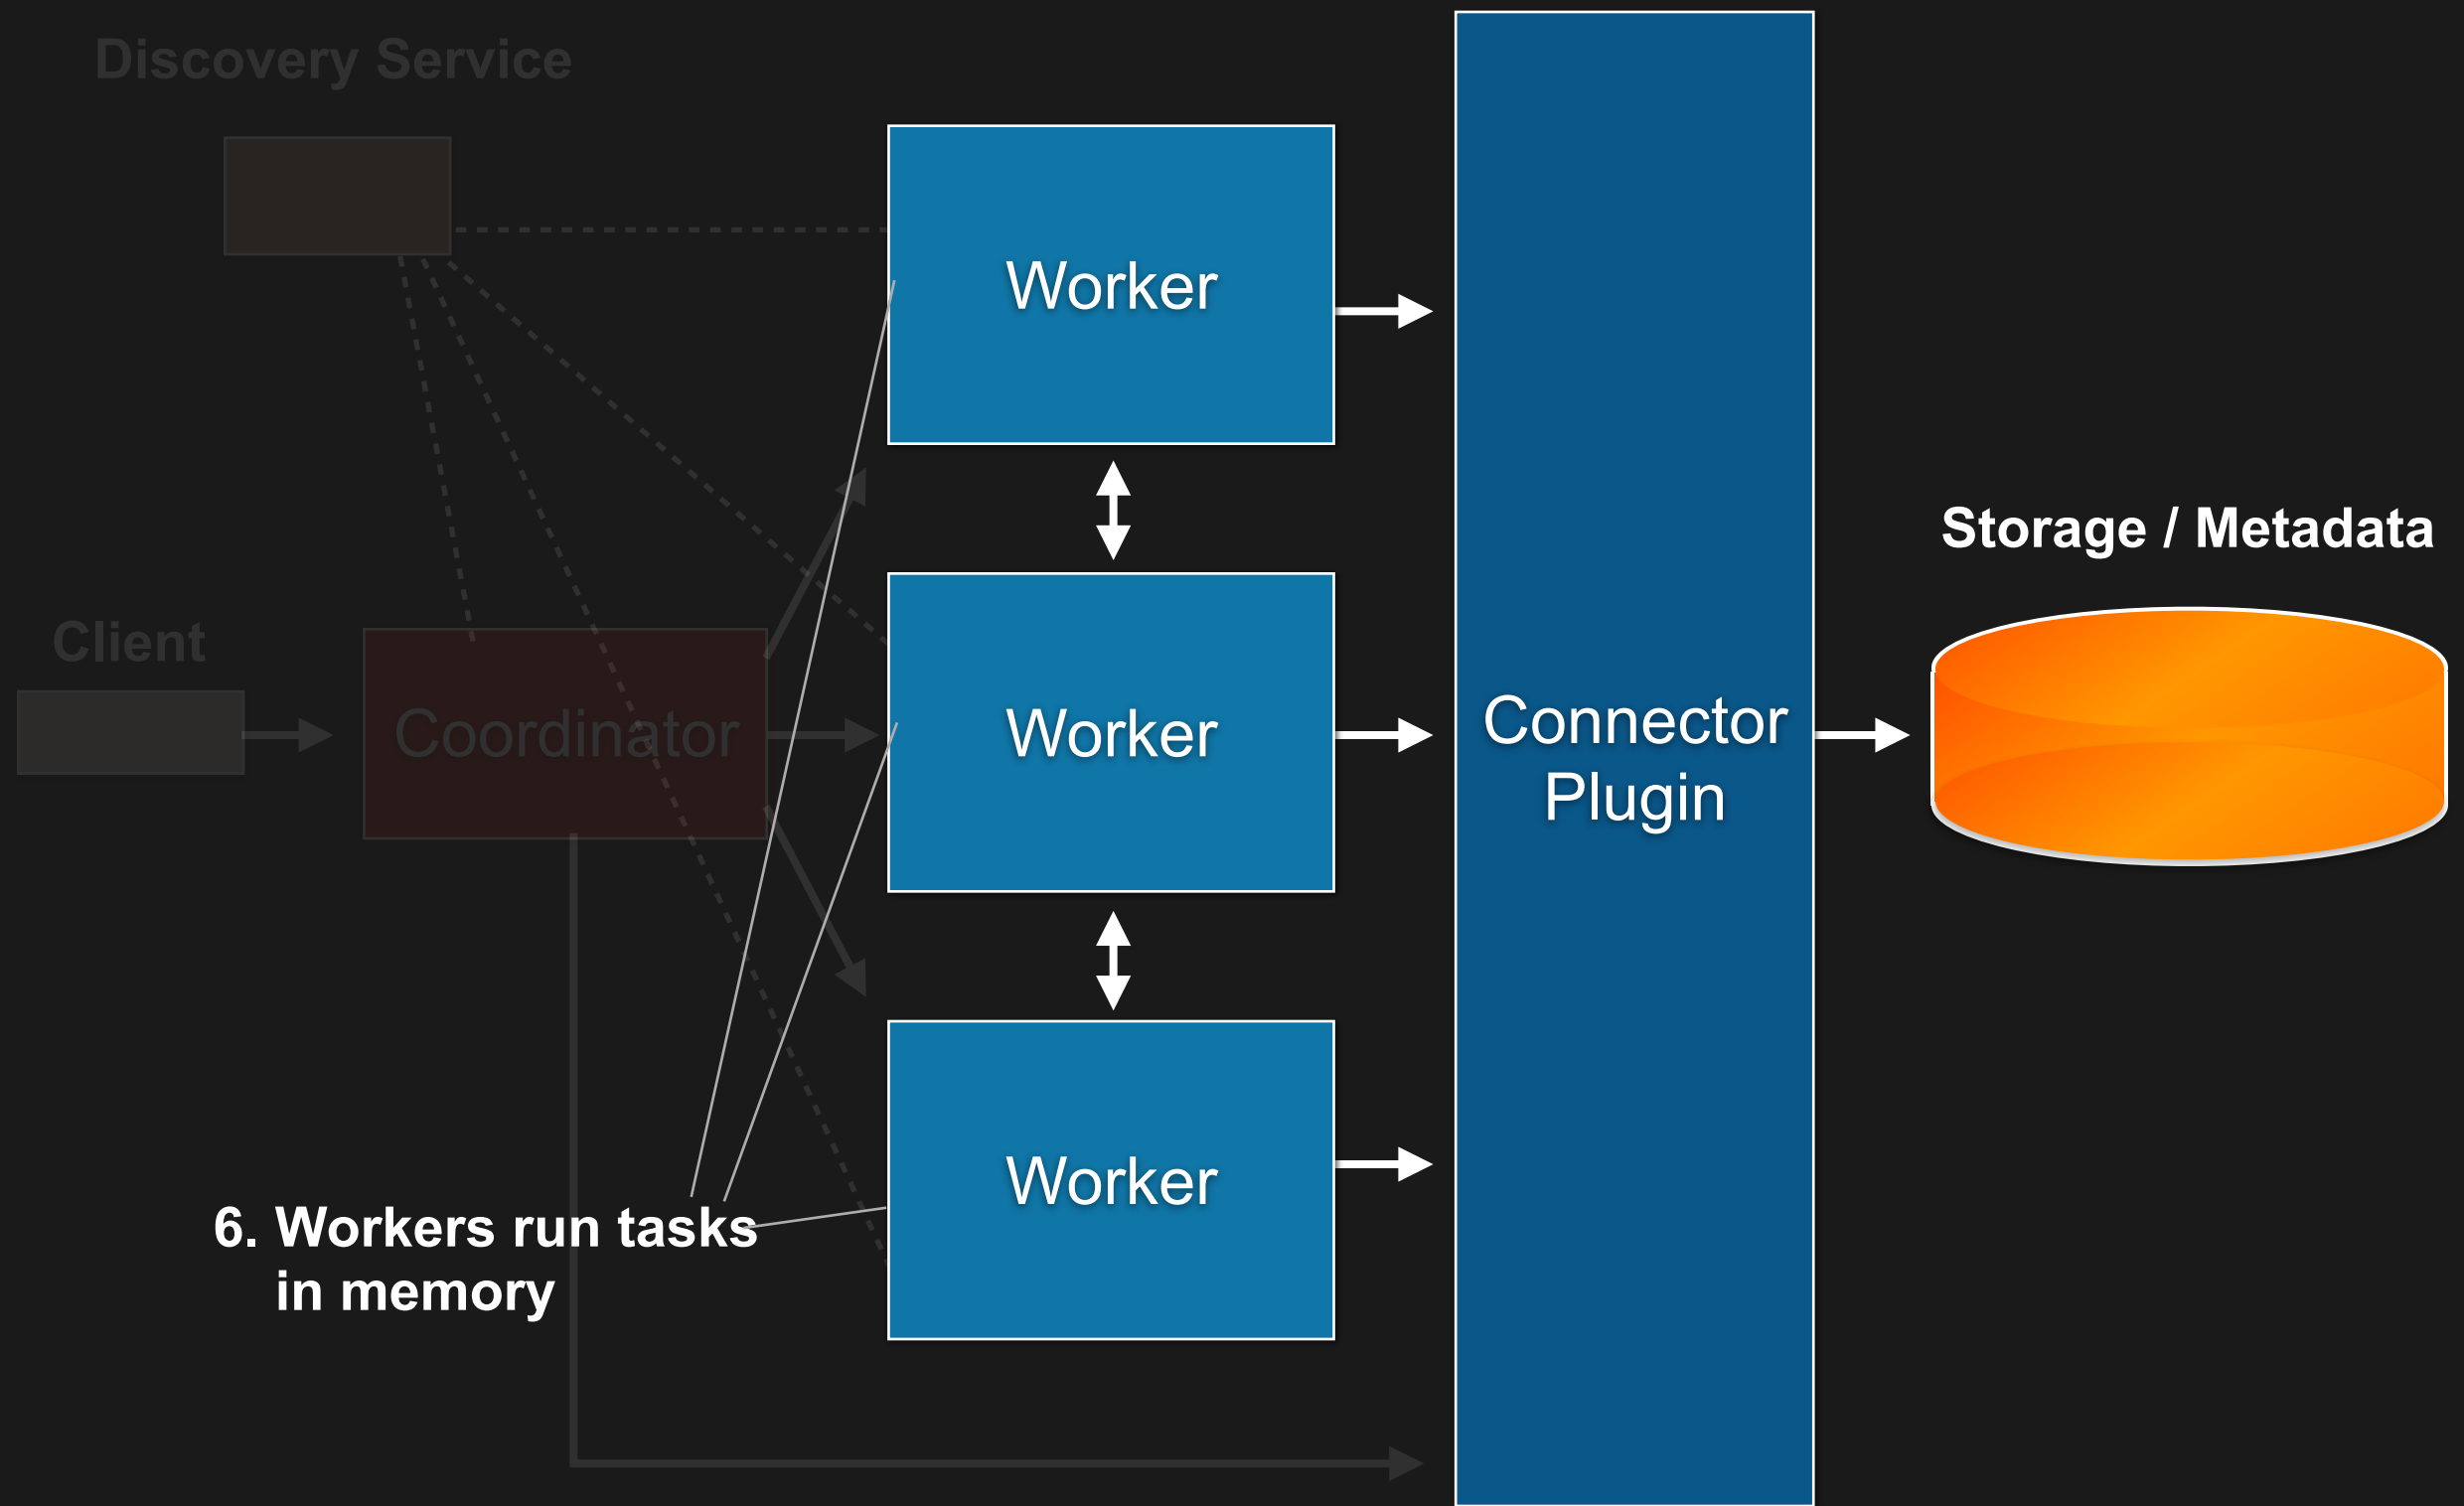 Discovery Service
Worker
Storage / Metadata
Client
Coordinator
Worker
Connector
Plugin
Worker
6. Workers run tasks
in memory